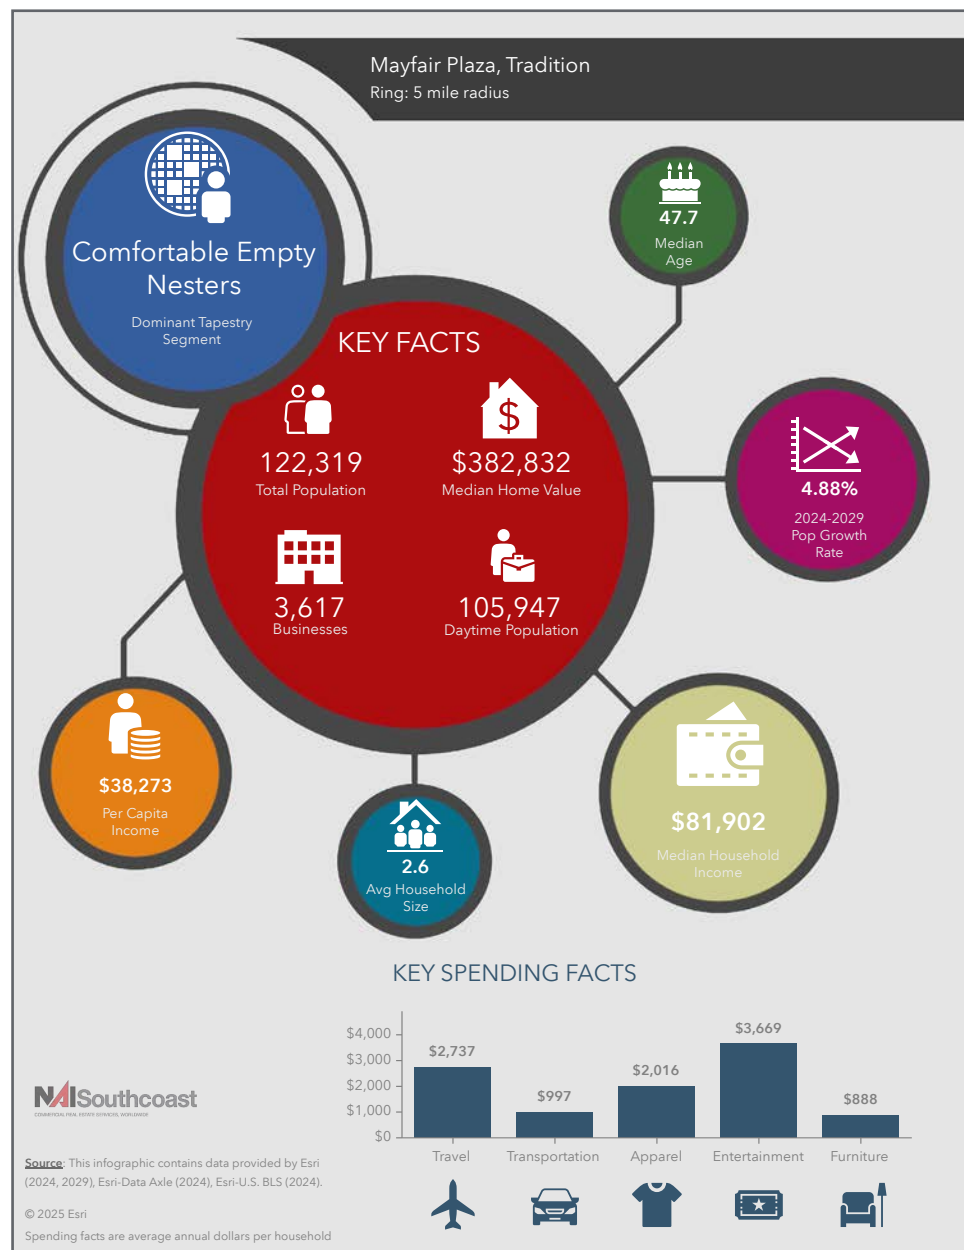 Mayfair Plaza, Tradition
Ring: 5 mile radius
Comfortable Empty
Nesters
Dominant Tapestry
Segment
47.7
Median
Age
KEY FACTS
122,319
Total Population
$382,832
Median Home Value
3,617
Businesses
105,947
Daytime Population
4.88%
2024-2029
Pop Growth
Rate
$38,273
Per Capita
Income
2.6
Avg Household
Size
$81,902
Median Household
Income
KEY SPENDING FACTS
$4,000
$3,000
$2,000
$1,000
$0
$2,737
$997
$2,016
$3,669
$888
Travel
Transportation
Apparel
Entertainment
Furniture
NAISouthcoast
COMMERCIAL REAL ESTATE SERVICES, WORLDWIDE
Source: This infographic contains data provided by Esri
(2024, 2029), Esri-Data Axle (2024), Esri-U.S. BLS (2024).
© 2025 Esri
Spending facts are average annual dollars per household